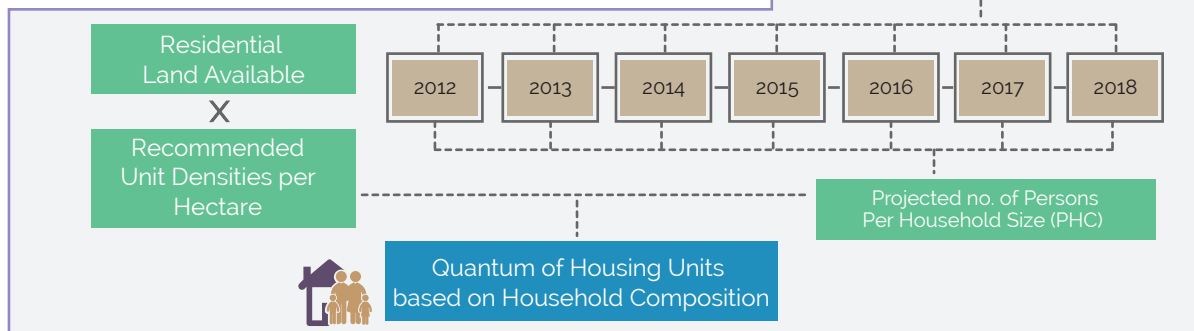 Residential
Land Available
X
Recommended
Unit Densities per
Hectare
2012
2013
2014
2015
2016
2017
2018
Projected no. of Persons
Per Household Size (PHC)
Quantum of Housing Units
based on Household Composition